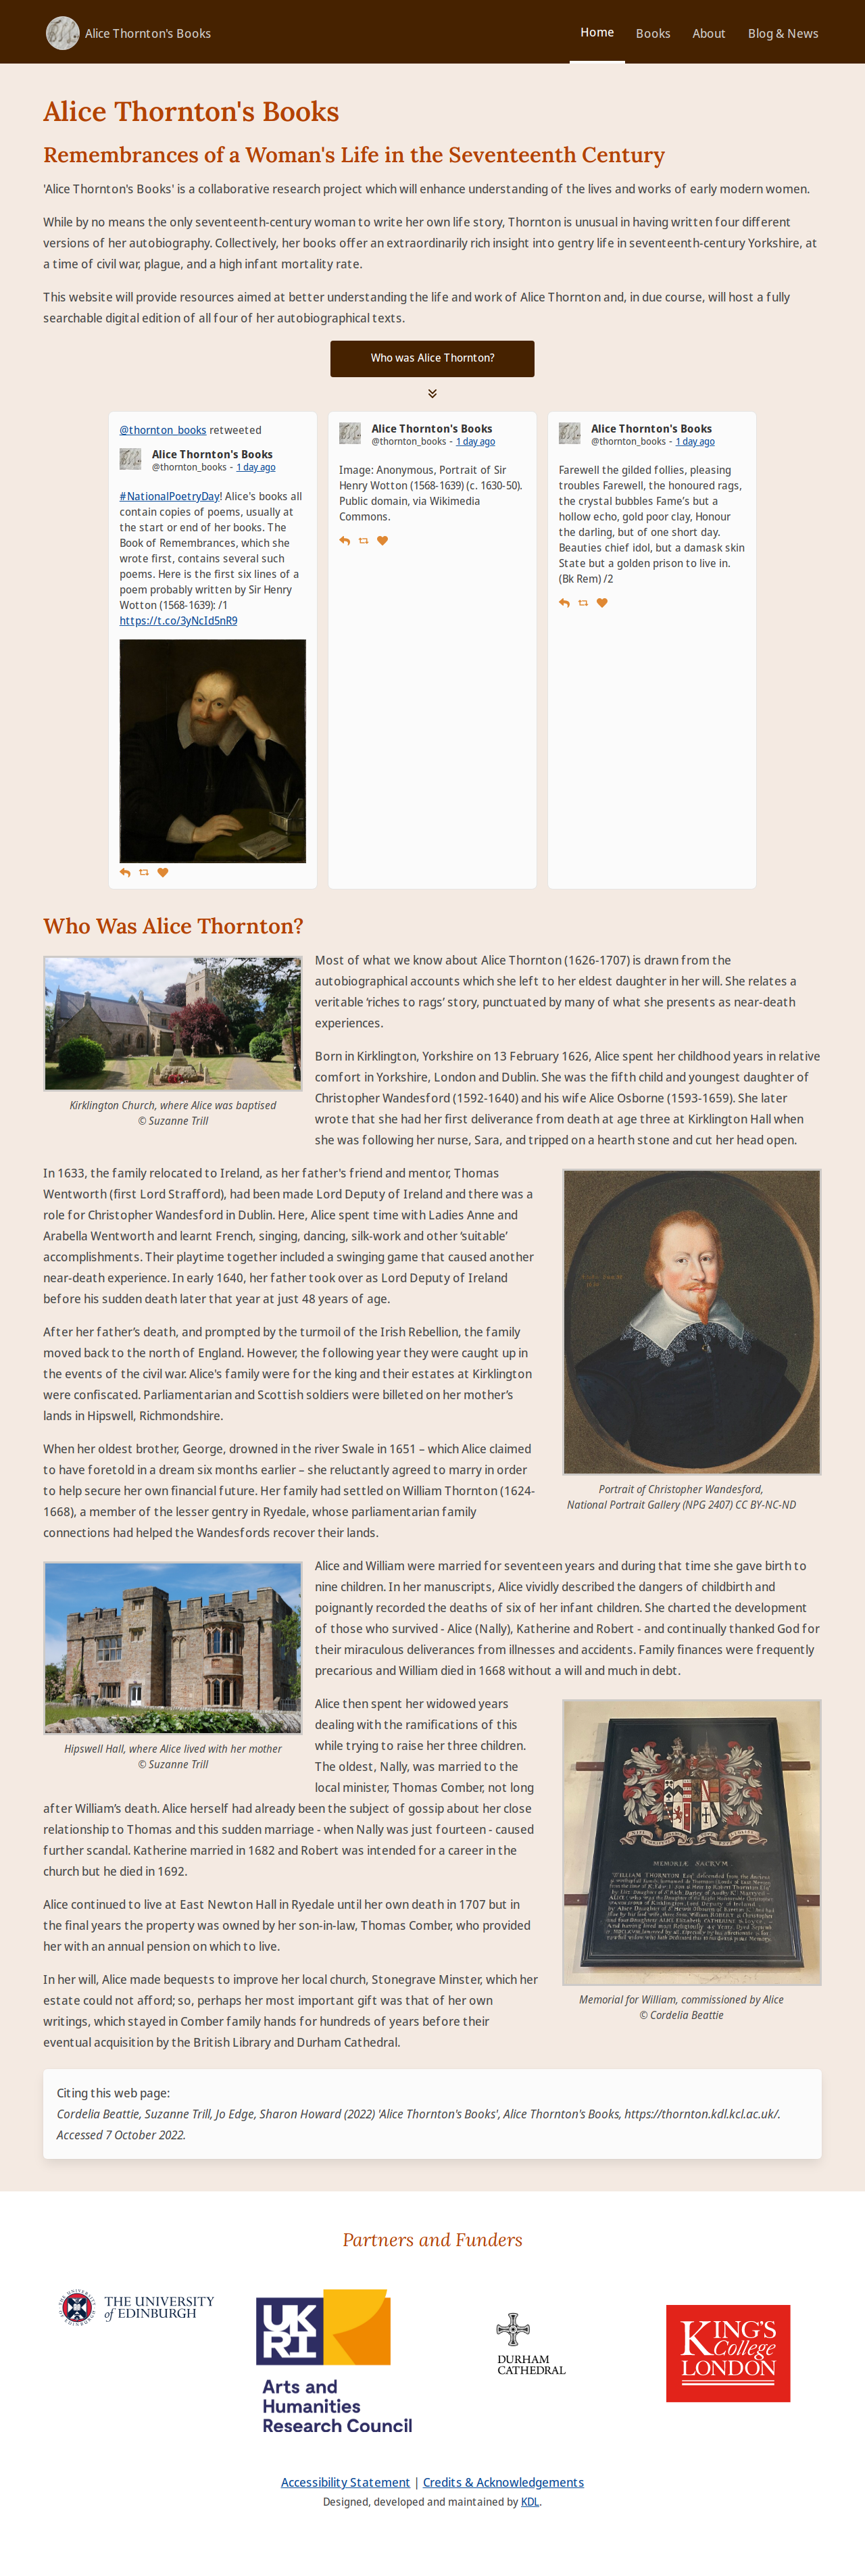 Alice Thornton's Books
Home
Books
About
Blog & News
Alice Thornton's Books
Remembrances of a Woman's Life in the Seventeenth Century
'Alice Thornton's Books' is a collaborative research project which will enhance understanding of the lives and works of early modern women.
While by no means the only seventeenth-century woman to write her own life story, Thornton is unusual in having written four different
versions of her autobiography. Collectively, her books offer an extraordinarily rich insight into gentry life in seventeenth-century Yorkshire, at
a time of civil war, plague, and a high infant mortality rate.
This website will provide resources aimed at better understanding the life and work of Alice Thornton and, in due course, will host a fully
searchable digital edition of all four of her autobiographical texts.
Who was Alice Thornton?
@thornton_books retweeted
Alice Thornton's Books
@thornton_books - 1 day ago
#NationalPoetryDay! Alice's books all
contain copies of poems, usually at
the start or end of her books. The
Book of Remembrances, which she
wrote first, contains several such
poems. Here is the first six lines of a
poem probably written by Sir Henry
Wotton (1568-1639): /1
https://t.co/3yNcId5nR9
Alice Thornton's Books
@thornton_books - 1 day ago
Image: Anonymous, Portrait of Sir
Henry Wotton (1568-1639) (c. 1630-50).
Public domain, via Wikimedia
Commons.
Alice Thornton's Books
@thornton_books - 1 day ago
Farewell the gilded follies, pleasing
troubles Farewell, the honoured rags,
the crystal bubbles Fame's but a
hollow echo, gold poor clay, Honour
the darling, but of one short day.
Beauties chief idol, but a damask skin
State but a golden prison to live in.
(Bk Rem) /2
Who Was Alice Thornton?
Kirklington Church, where Alice was baptised
© Suzanne Trill
Most of what we know about Alice Thornton (1626-1707) is drawn from the
autobiographical accounts which she left to her eldest daughter in her will. She relates a
veritable ‘riches to rags’ story, punctuated by many of what she presents as near-death
experiences.
Born in Kirklington, Yorkshire on 13 February 1626, Alice spent her childhood years in relative
comfort in Yorkshire, London and Dublin. She was the fifth child and youngest daughter of
Christopher Wandesford (1592-1640) and his wife Alice Osborne (1593-1659). She later
wrote that she had her first deliverance from death at age three at Kirklington Hall when
she was following her nurse, Sara, and tripped on a hearth stone and cut her head open.
In 1633, the family relocated to Ireland, as her father's friend and mentor, Thomas
Wentworth (first Lord Strafford), had been made Lord Deputy of Ireland and there was a
role for Christopher Wandesford in Dublin. Here, Alice spent time with Ladies Anne and
Arabella Wentworth and learnt French, singing, dancing, silk-work and other ‘suitable’
accomplishments. Their playtime together included a swinging game that caused another
near-death experience. In early 1640, her father took over as Lord Deputy of Ireland
before his sudden death later that year at just 48 years of age.
After her father’s death, and prompted by the turmoil of the Irish Rebellion, the family
moved back to the north of England. However, the following year they were caught up in
the events of the civil war. Alice's family were for the king and their estates at Kirklington
were confiscated. Parliamentarian and Scottish soldiers were billeted on her mother’s
lands in Hipswell, Richmondshire.
When her oldest brother, George, drowned in the river Swale in 1651 – which Alice claimed
to have foretold in a dream six months earlier – she reluctantly agreed to marry in order
to help secure her own financial future. Her family had settled on William Thornton (1624-
1668), a member of the lesser gentry in Ryedale, whose parliamentarian family
connections had helped the Wandesfords recover their lands.
Portrait of Christopher Wandesford,
National Portrait Gallery (NPG 2407) CC BY-NC-ND
Hipswell Hall, where Alice lived with her mother
© Suzanne Trill
Alice and William were married for seventeen years and during that time she gave birth to
nine children. In her manuscripts, Alice vividly described the dangers of childbirth and
poignantly recorded the deaths of six of her infant children. She charted the development
of those who survived - Alice (Nally), Katherine and Robert - and continually thanked God for
their miraculous deliverances from illnesses and accidents. Family finances were frequently
precarious and William died in 1668 without a will and much in debt.
Alice then spent her widowed years
dealing with the ramifications of this
while trying to raise her three children.
The oldest, Nally, was married to the
local minister, Thomas Comber, not long
after William’s death. Alice herself had already been the subject of gossip about her close
relationship to Thomas and this sudden marriage - when Nally was just fourteen - caused
further scandal. Katherine married in 1682 and Robert was intended for a career in the
church but he died in 1692.
Alice continued to live at East Newton Hall in Ryedale until her own death in 1707 but in
the final years the property was owned by her son-in-law, Thomas Comber, who provided
her with an annual pension on which to live.
In her will, Alice made bequests to improve her local church, Stonegrave Minster, which her
estate could not afford; so, perhaps her most important gift was that of her own
writings, which stayed in Comber family hands for hundreds of years before their
eventual acquisition by the British Library and Durham Cathedral.
MEMORIÆ SACRVM
Memorial for William, commissioned by Alice
© Cordelia Beattie
Citing this web page:
Cordelia Beattie, Suzanne Trill, Jo Edge, Sharon Howard (2022) 'Alice Thornton's Books', Alice Thornton's Books, https://thornton.kdl.kcl.ac.uk/.
Accessed 7 October 2022.
Partners and Funders
THE UNIVERSITY
of EDINBURGH
UK
RI
Arts and
Humanities
Research Council
DURHAM
CATHEDRAL
KING'S
College
LONDON
Accessibility Statement | Credits & Acknowledgements
Designed, developed and maintained by KDL.